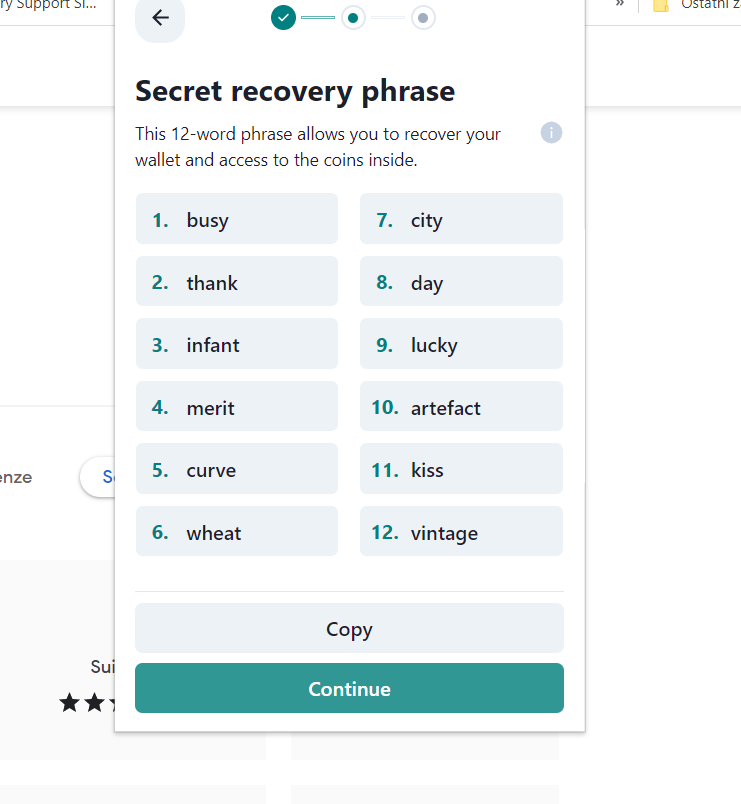 ry Support Si...
»
Ostatni z
Secret recovery phrase
This 12-word phrase allows you to recover your
wallet and access to the coins inside.
1. busy
2. thank
3. infant
4. merit
5. curve
6. wheat
7. city
8. day
9. lucky
10. artefact
11. kiss
12. vintage
enze
Se
Sui
Copy
Continue